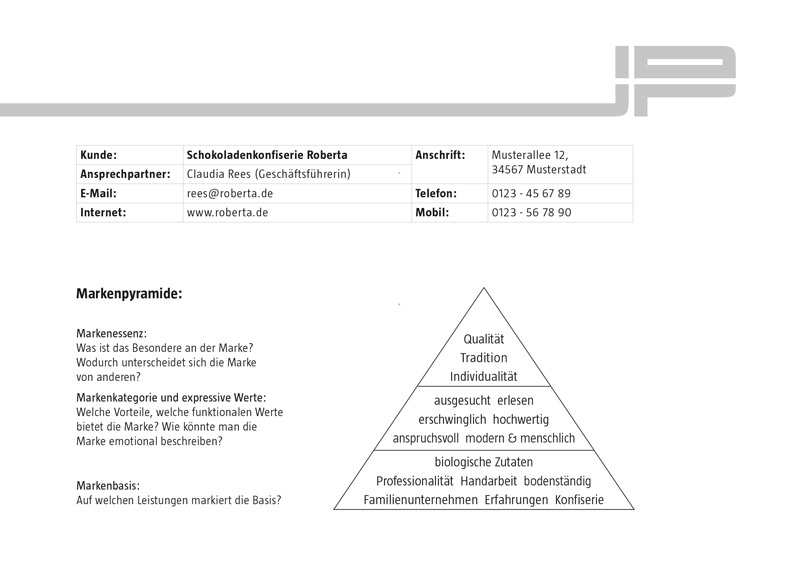 JP
Kunde: Schokoladenkonfiserie Roberta Anschrift: Musterallee 12,
34567 Musterstadt
Ansprechpartner: Claudia Rees (Geschäftsführerin)
E-Mail: rees@roberta.de Telefon: 0123 - 45 67 89
Internet: www.roberta.de Mobil: 0123 - 56 78 90
Markenpyramide:
Markenessenz:
Was ist das Besondere an der Marke?
Wodurch unterscheidet sich die Marke
von anderen?
Qualität
Tradition
Individualität
Markenkategorie und expressive Werte:
Welche Vorteile, welche funktionalen Werte
bietet die Marke? Wie könnte man die
Marke emotional beschreiben?
ausgesucht erlesen
erschwinglich hochwertig
anspruchsvoll modern & menschlich
Markenbasis:
Auf welchen Leistungen markiert die Basis?
biologische Zutaten
Professionalität Handarbeit bodenständig
Familienunternehmen Erfahrungen Konfiserie